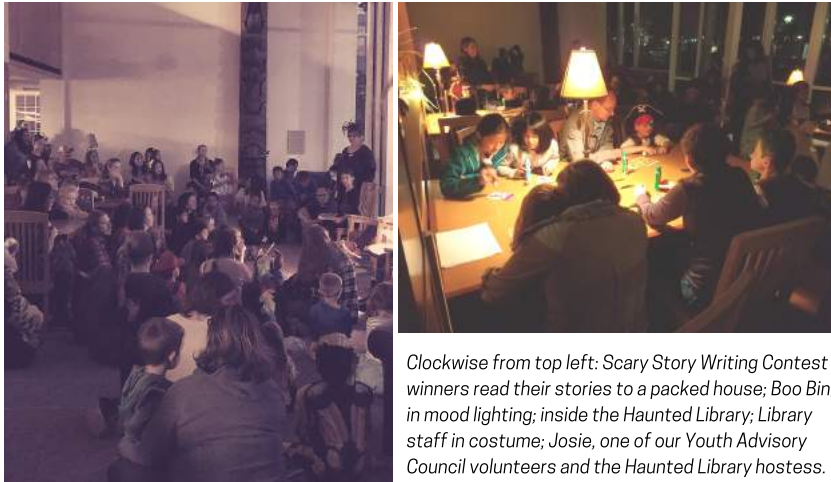 Clockwise from top left: Scary Story Writing Contest
winners read their stories to a packed house; Boo Bin
in mood lighting; inside the Haunted Library; Library
staff in costume; Josie, one of our Youth Advisory
Council volunteers and the Haunted Library hostess.